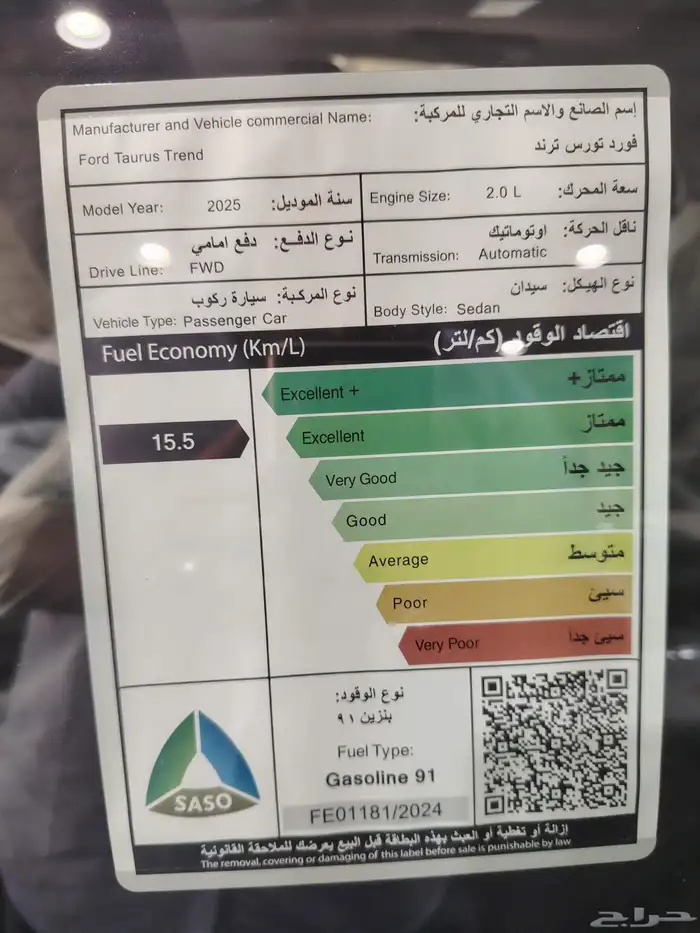 إسم الصانع والاسم التجاري للمركبة:
Manufacturer and Vehicle commercial Name:
فورد تورس ترند
Ford Taurus Trend
Model Year: 2025 سنة الموديل:
Engine Size: 2.0 L سعة المحرك:
نوع الدفع: دفع امامي
Drive Line: FWD
ناقل الحركة: اوتوماتيك
Transmission: Automatic
نوع المركبة: سيارة ركوب
Vehicle Type: Passenger Car
نوع الهيكل: سيدان
Body Style: Sedan
Fuel Economy (Km/L) اقتصاد الوقود (كم/لتر)
Excellent + ممتاز+
15.5
Excellent ممتاز
Very Good جيد جداً
Good جيد
Average متوسط
Poor سيئ
Very Poor سيئ جداً
نوع الوقود:
بنزين ٩١
Fuel Type:
Gasoline 91
FE01181/2024
SASO
إزالة أو تغطية أو العبث بهذه البطاقة قبل البيع يعرضك للملاحقة القانونية
The removal, covering or damaging of this label before sale is punishable by law
حراج